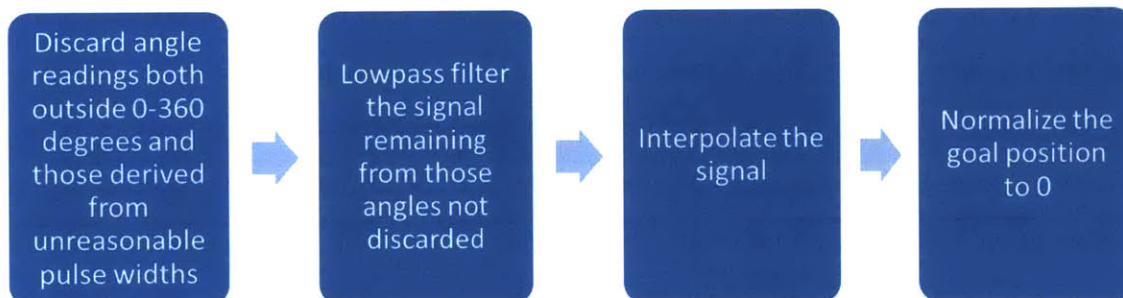 Discard angle
readings both
outside 0-360
degrees and
those derived
from
unreasonable
pulse widths
Lowpass filter
the signal
remaining
from those
angles not
discarded
Interpolate the
signal
Normalize the
goal position
to 0